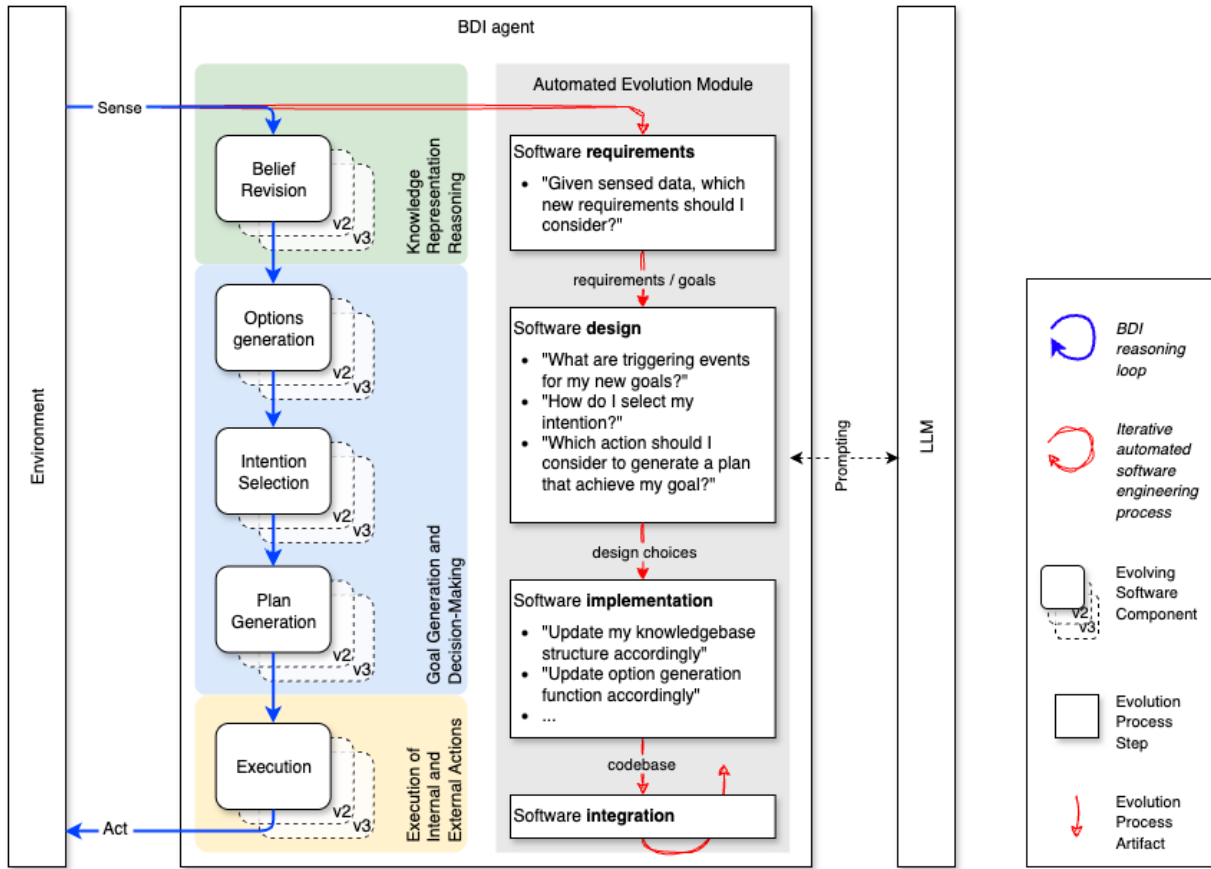 BDI agent
Environment
Sense
Belief
Revision
v2
v3
Knowledge
Representation
Reasoning
Options
generation
v2
v3
Intention
Selection
v2
v3
Plan
Generation
v2
v3
Goal Generation and
Decision-Making
Execution
v2
v3
Execution of
Internal and
External Actions
Act
Automated Evolution Module
Software requirements
• "Given sensed data, which
new requirements should I
consider?"
requirements / goals
Software design
• "What are triggering events
for my new goals?"
• "How do I select my
intention?"
• "Which action should I
consider to generate a plan
that achieve my goal?"
design choices
Software implementation
• "Update my knowledgebase
structure accordingly"
• "Update option generation
function accordingly"
• ...
codebase
Software integration
Prompting
LLM
BDI
reasoning
loop
Iterative
automated
software
engineering
process
v2
v3
Evolving
Software
Component
Evolution
Process
Step
Evolution
Process
Artifact